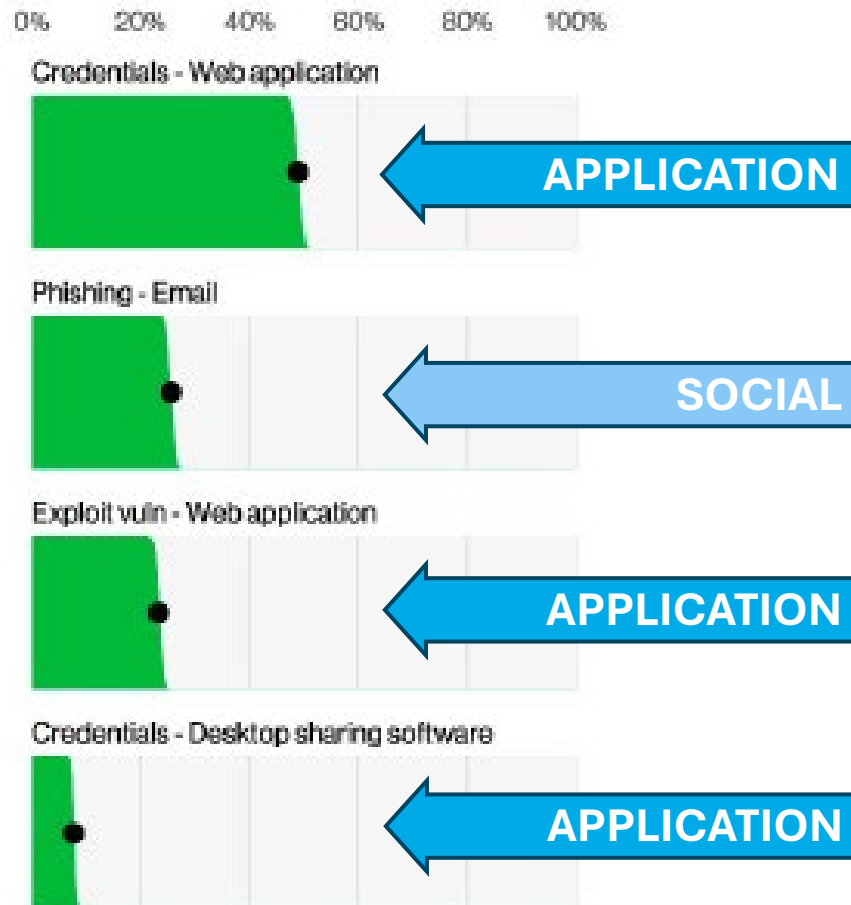 0% 20% 40% 60% 80% 100%
Credentials - Web application
APPLICATION
Phishing - Email
SOCIAL
Exploit vuln - Web application
APPLICATION
Credentials - Desktop sharing software
APPLICATION